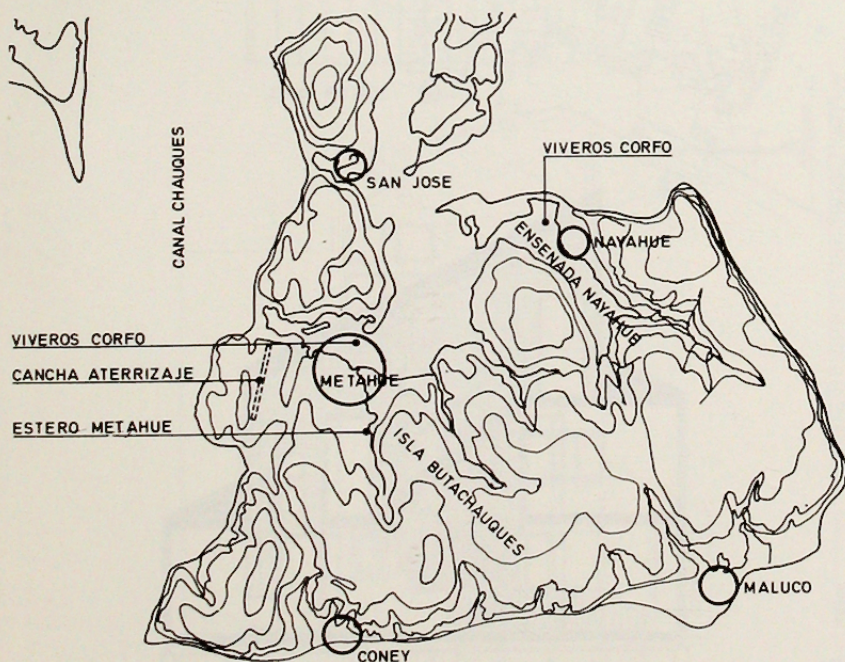 VIVEROS CORFO
CANAL CHAUQUES
SAN JOSE
NAYAHUE
ENSENADA NAYAHUE
VIVEROS CORFO
METAHUE
CANCHA ATERRIZAJE
ESTERO METAHUE
ISLA BUTACHAUQUES
MALUCO
CONEY